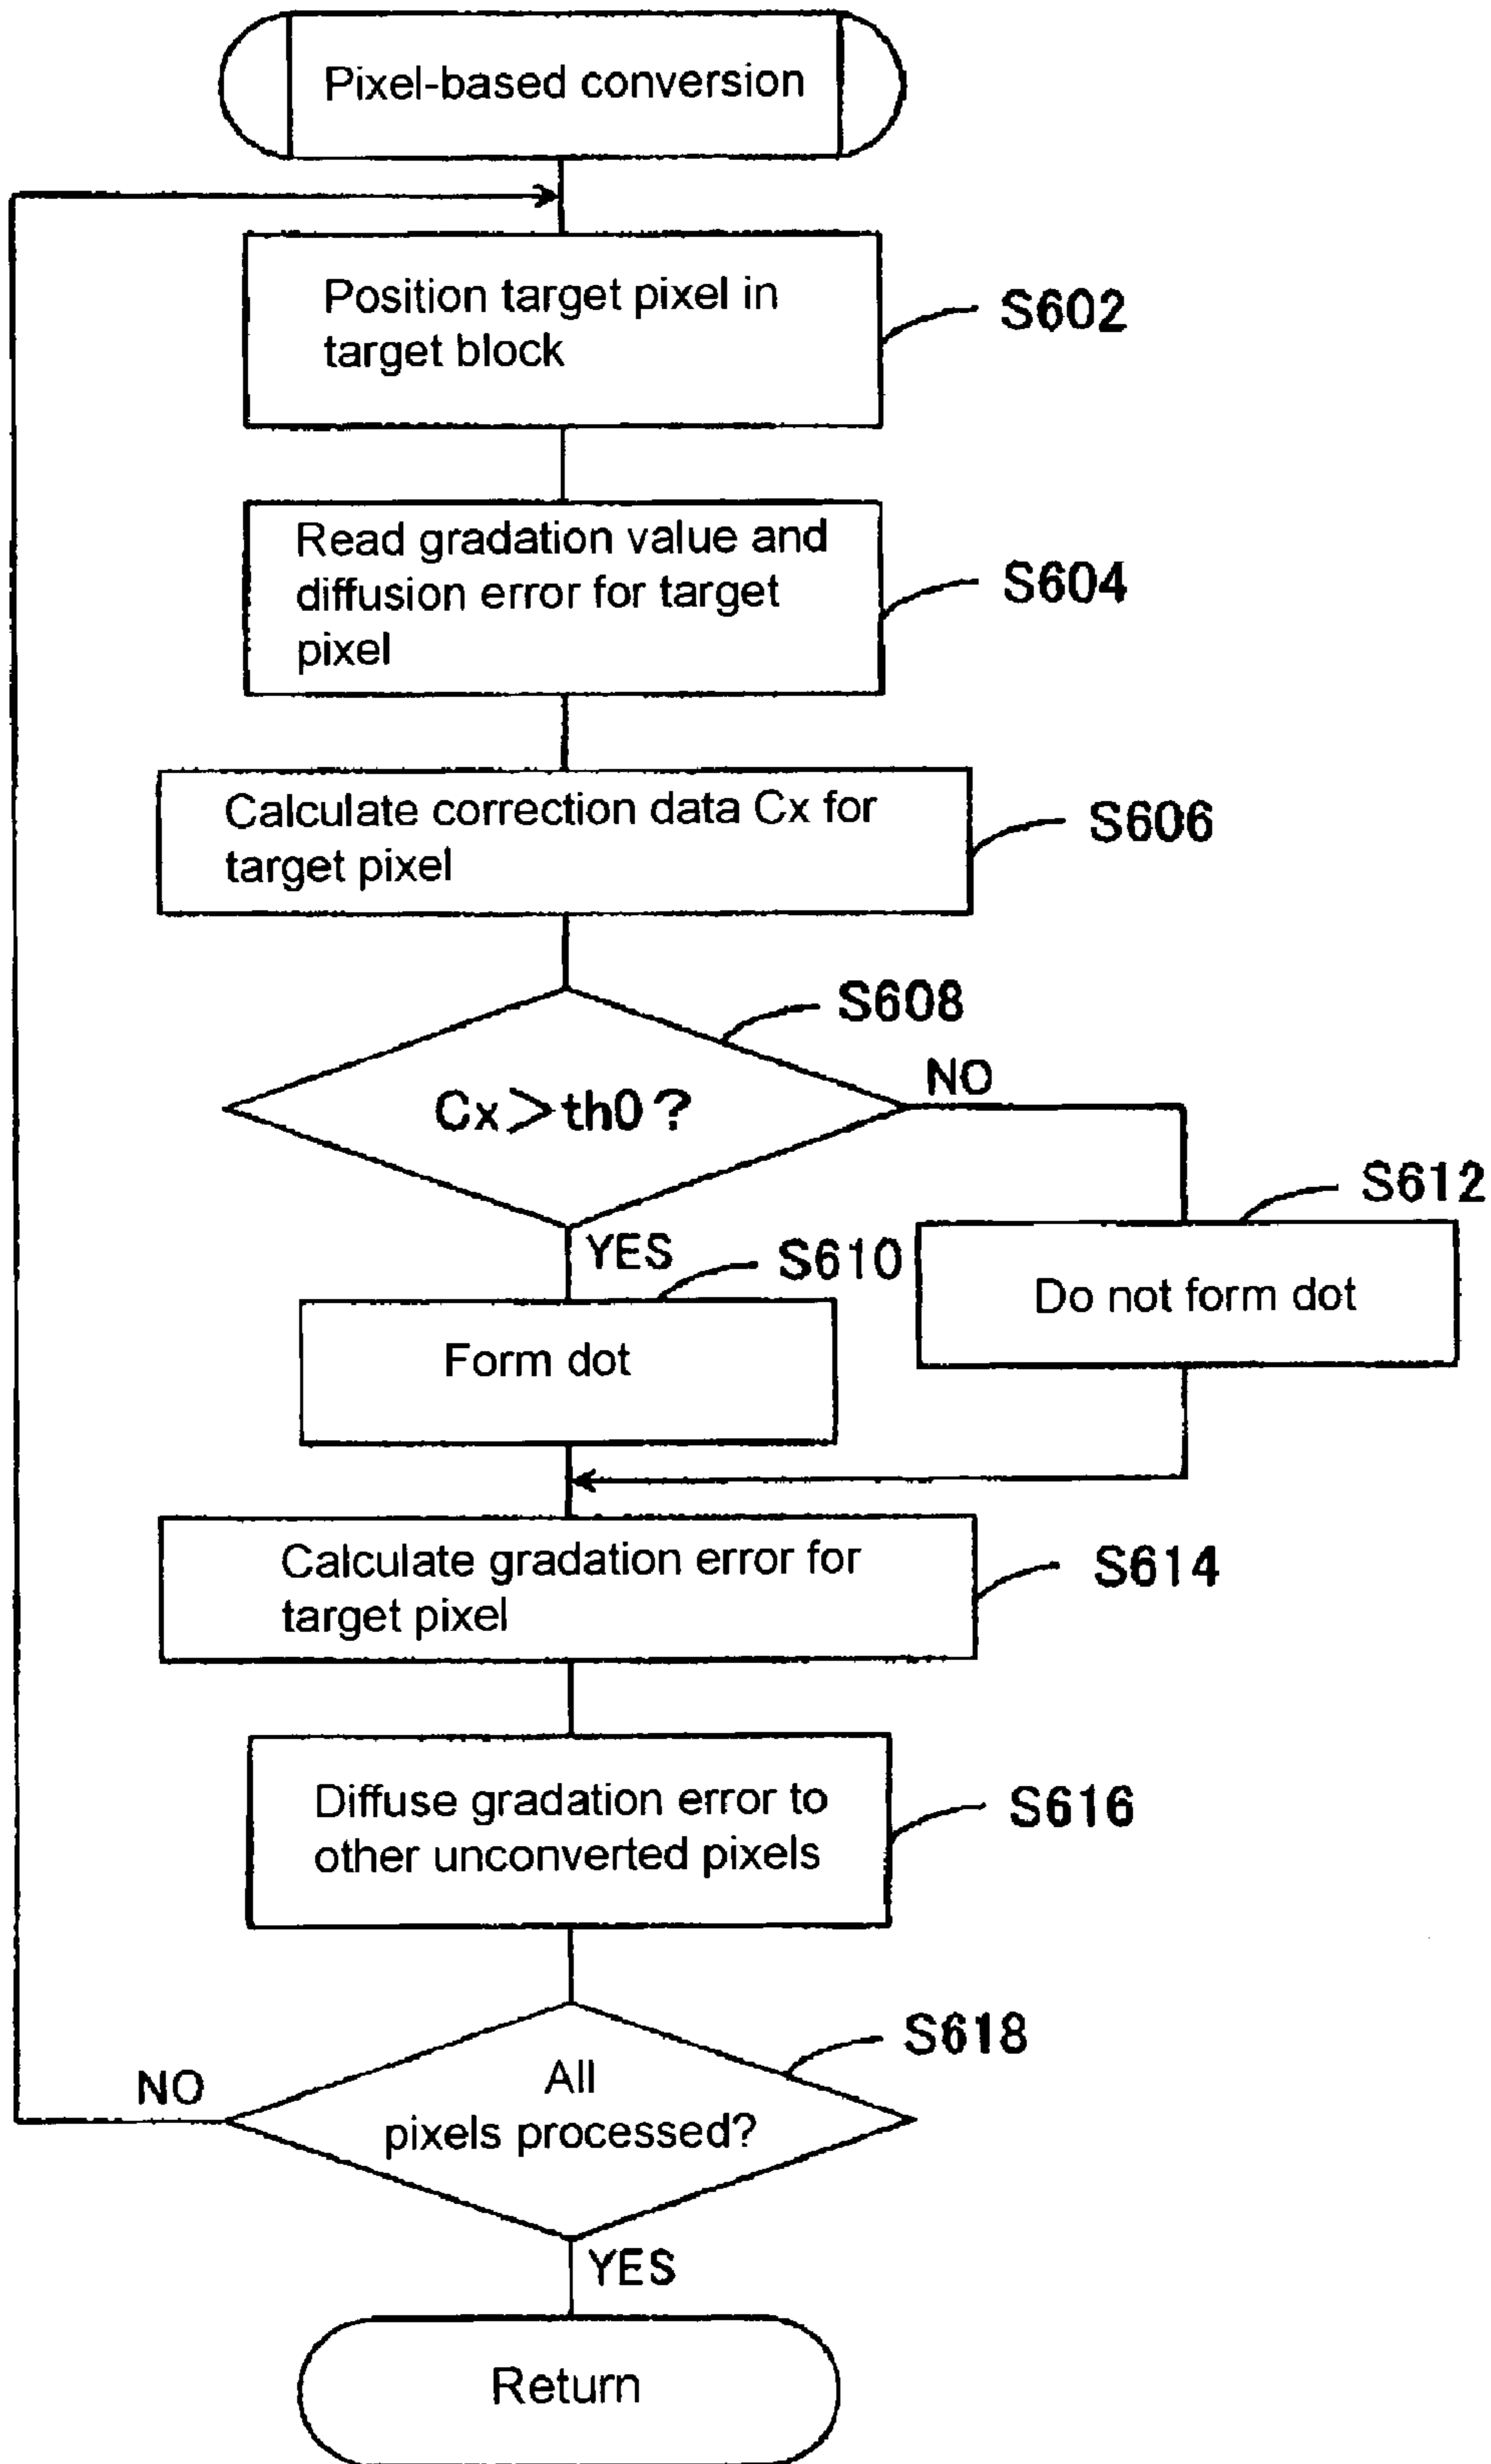 Pixel-based conversion
Position target pixel in
target block
S602
Read gradation value and
diffusion error for target
pixel
S604
Calculate correction data Cx for
target pixel
S606
S608
Cx>th0?
NO
YES
S610
Form dot
S612
Do not form dot
Calculate gradation error for
target pixel
S614
Diffuse gradation error to
other unconverted pixels
S616
S618
All
pixels processed?
NO
YES
Return